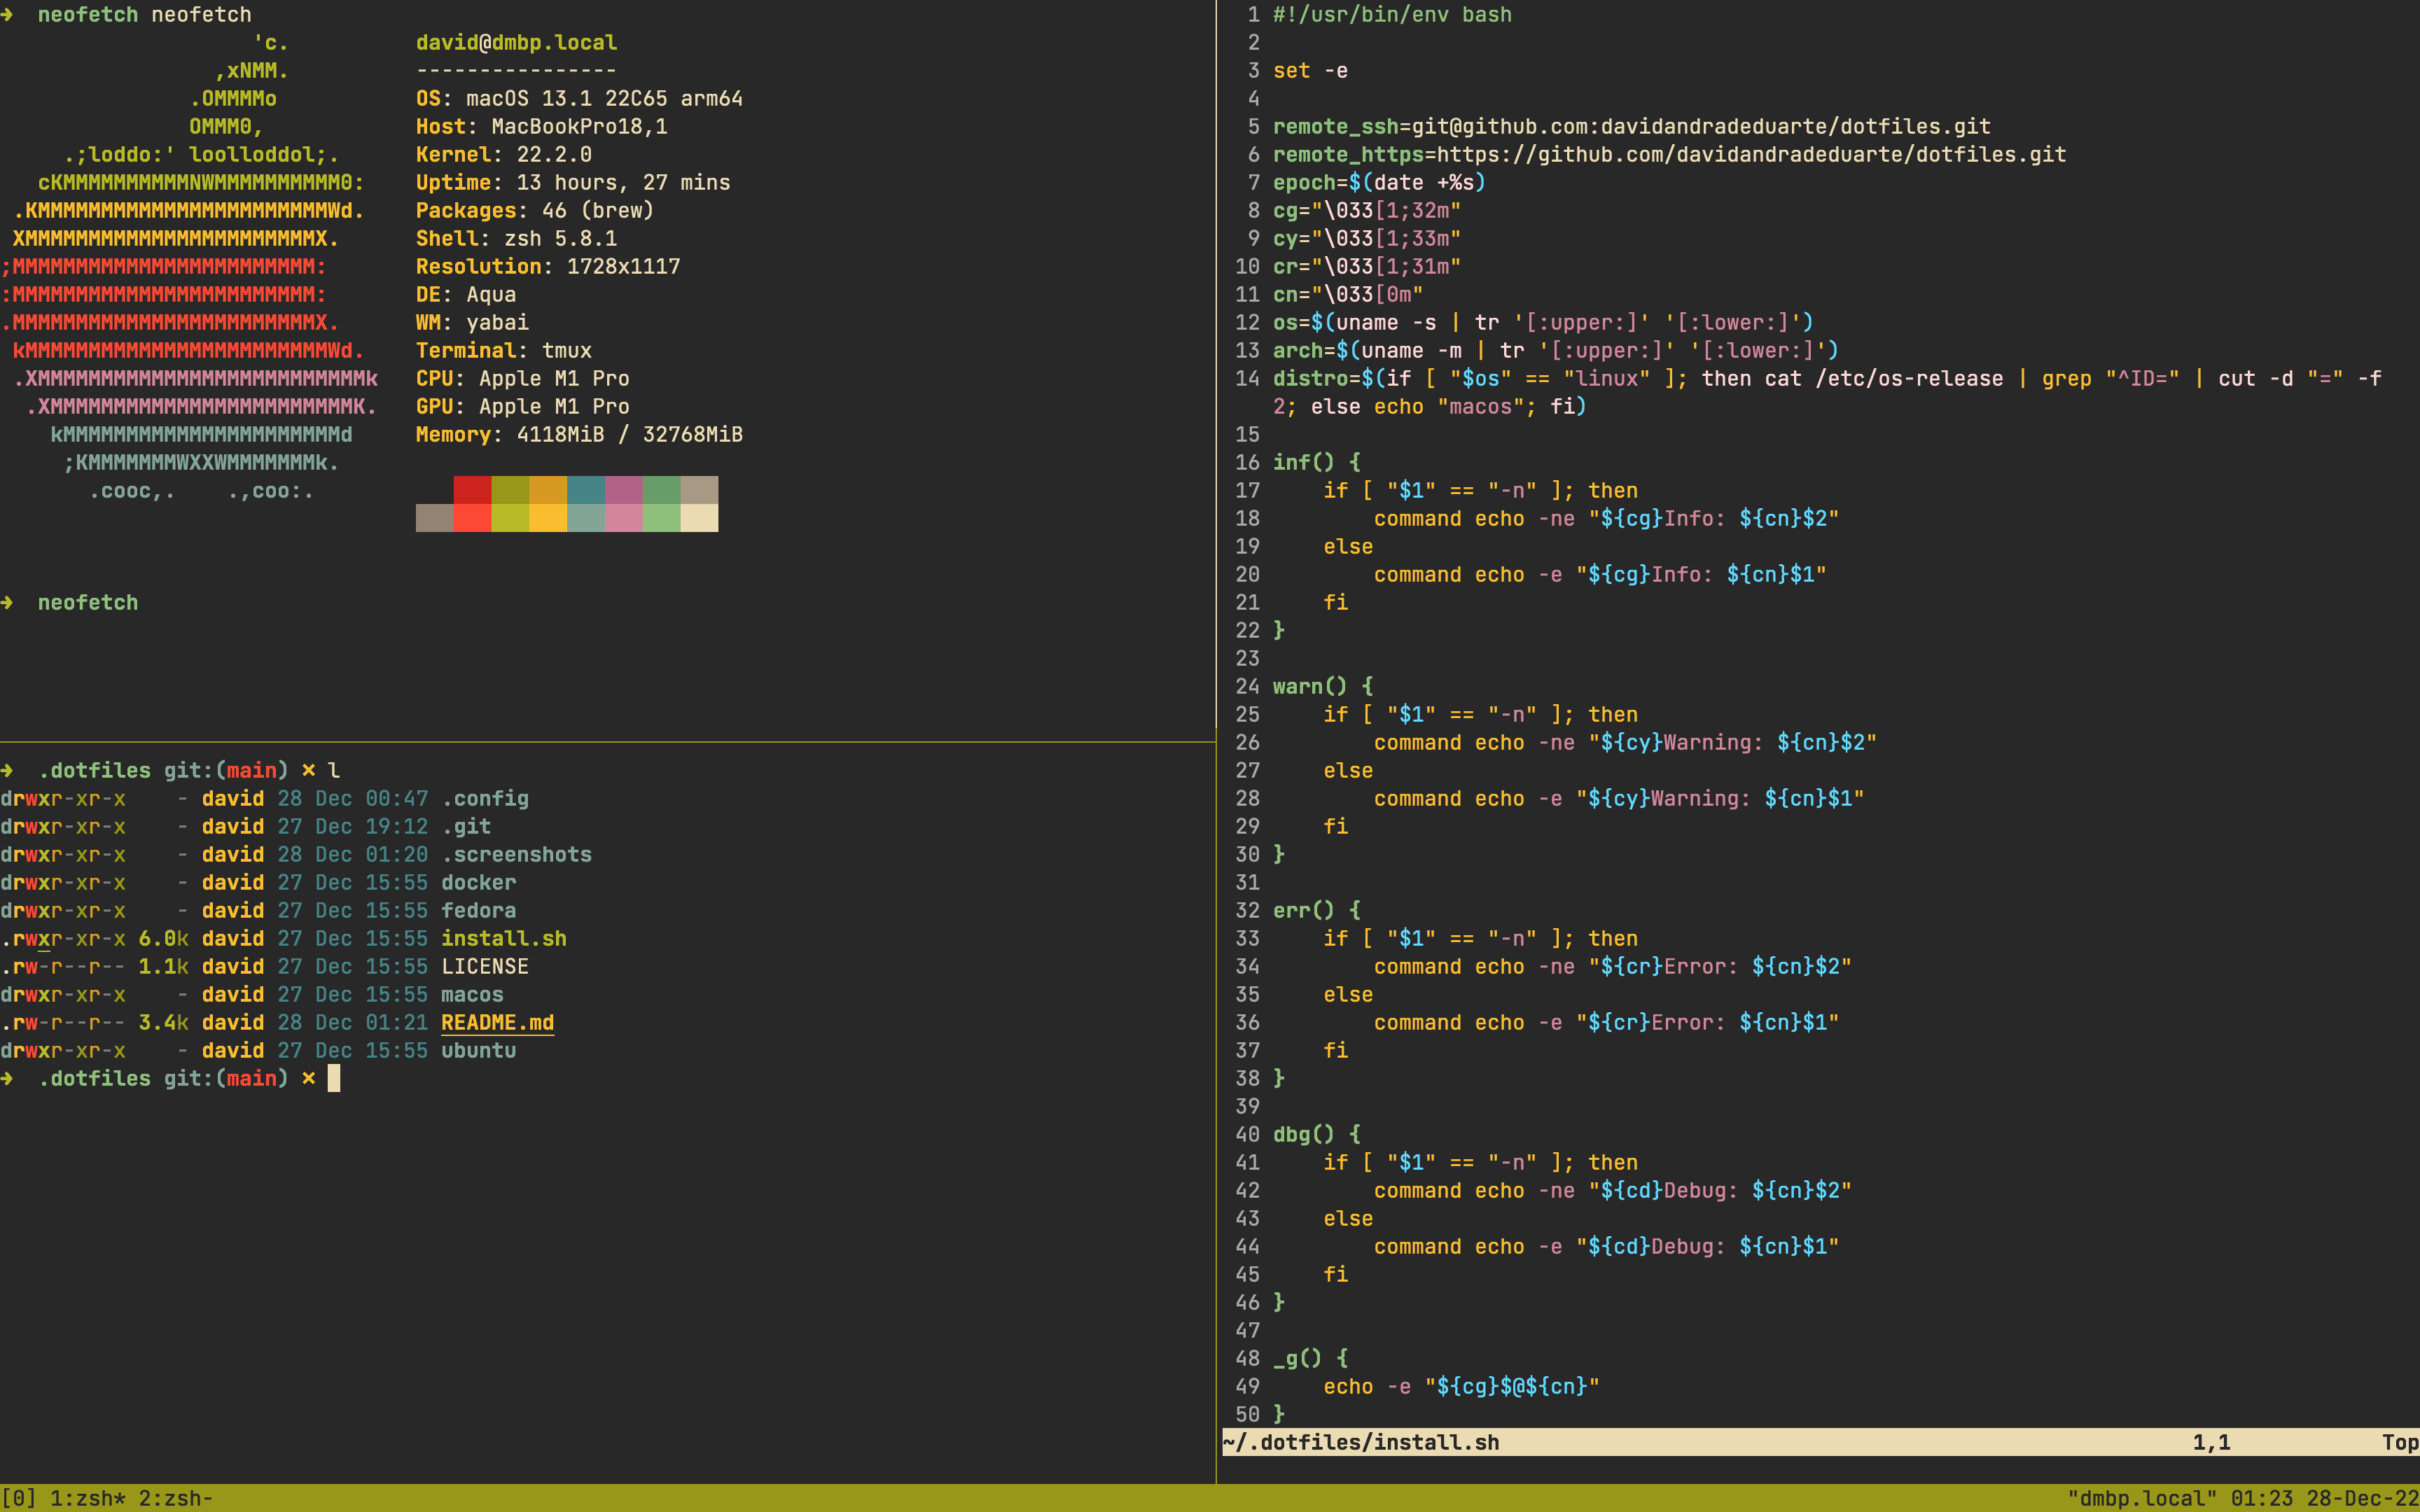 ➜  neofetch neofetch
                    'c.          david@dmbp.local
                 ,xNMM.          ----------------
               .OMMMMo           OS: macOS 13.1 22C65 arm64
               OMMM0,            Host: MacBookPro18,1
     .;loddo:' loolloddol;.      Kernel: 22.2.0
   cKMMMMMMMMMMNWMMMMMMMMMM0:    Uptime: 13 hours, 27 mins
 .KMMMMMMMMMMMMMMMMMMMMMMMWd.    Packages: 46 (brew)
 XMMMMMMMMMMMMMMMMMMMMMMMX.      Shell: zsh 5.8.1
;MMMMMMMMMMMMMMMMMMMMMMMM:       Resolution: 1728x1117
:MMMMMMMMMMMMMMMMMMMMMMMM:       DE: Aqua
.MMMMMMMMMMMMMMMMMMMMMMMMX.      WM: yabai
 kMMMMMMMMMMMMMMMMMMMMMMMMWd.    Terminal: tmux
 .XMMMMMMMMMMMMMMMMMMMMMMMMMMk   CPU: Apple M1 Pro
  .XMMMMMMMMMMMMMMMMMMMMMMMMK.   GPU: Apple M1 Pro
    kMMMMMMMMMMMMMMMMMMMMMMd     Memory: 4118MiB / 32768MiB
     ;KMMMMMMMWXXWMMMMMMMk.
       .cooc,.    .,coo:.
➜  neofetch
➜  .dotfiles git:(main) ✗ l
drwxr-xr-x    - david 28 Dec 00:47 .config
drwxr-xr-x    - david 27 Dec 19:12 .git
drwxr-xr-x    - david 28 Dec 01:20 .screenshots
drwxr-xr-x    - david 27 Dec 15:55 docker
drwxr-xr-x    - david 27 Dec 15:55 fedora
.rwxr-xr-x 6.0k david 27 Dec 15:55 install.sh
.rw-r--r-- 1.1k david 27 Dec 15:55 LICENSE
drwxr-xr-x    - david 27 Dec 15:55 macos
.rw-r--r-- 3.4k david 28 Dec 01:21 README.md
drwxr-xr-x    - david 27 Dec 15:55 ubuntu
➜  .dotfiles git:(main) ✗
 1 #!/usr/bin/env bash
 2
 3 set -e
 4
 5 remote_ssh=git@github.com:davidandradeduarte/dotfiles.git
 6 remote_https=https://github.com/davidandradeduarte/dotfiles.git
 7 epoch=$(date +%s)
 8 cg="\033[1;32m"
 9 cy="\033[1;33m"
10 cr="\033[1;31m"
11 cn="\033[0m"
12 os=$(uname -s | tr '[:upper:]' '[:lower:]')
13 arch=$(uname -m | tr '[:upper:]' '[:lower:]')
14 distro=$(if [ "$os" == "linux" ]; then cat /etc/os-release | grep "^ID=" | cut -d "=" -f
   2; else echo "macos"; fi)
15
16 inf() {
17     if [ "$1" == "-n" ]; then
18         command echo -ne "${cg}Info: ${cn}$2"
19     else
20         command echo -e "${cg}Info: ${cn}$1"
21     fi
22 }
23
24 warn() {
25     if [ "$1" == "-n" ]; then
26         command echo -ne "${cy}Warning: ${cn}$2"
27     else
28         command echo -e "${cy}Warning: ${cn}$1"
29     fi
30 }
31
32 err() {
33     if [ "$1" == "-n" ]; then
34         command echo -ne "${cr}Error: ${cn}$2"
35     else
36         command echo -e "${cr}Error: ${cn}$1"
37     fi
38 }
39
40 dbg() {
41     if [ "$1" == "-n" ]; then
42         command echo -ne "${cd}Debug: ${cn}$2"
43     else
44         command echo -e "${cd}Debug: ${cn}$1"
45     fi
46 }
47
48 _g() {
49     echo -e "${cg}$@${cn}"
50 }
~/.dotfiles/install.sh 1,1 Top
[0] 1:zsh* 2:zsh- "dmbp.local" 01:23 28-Dec-22